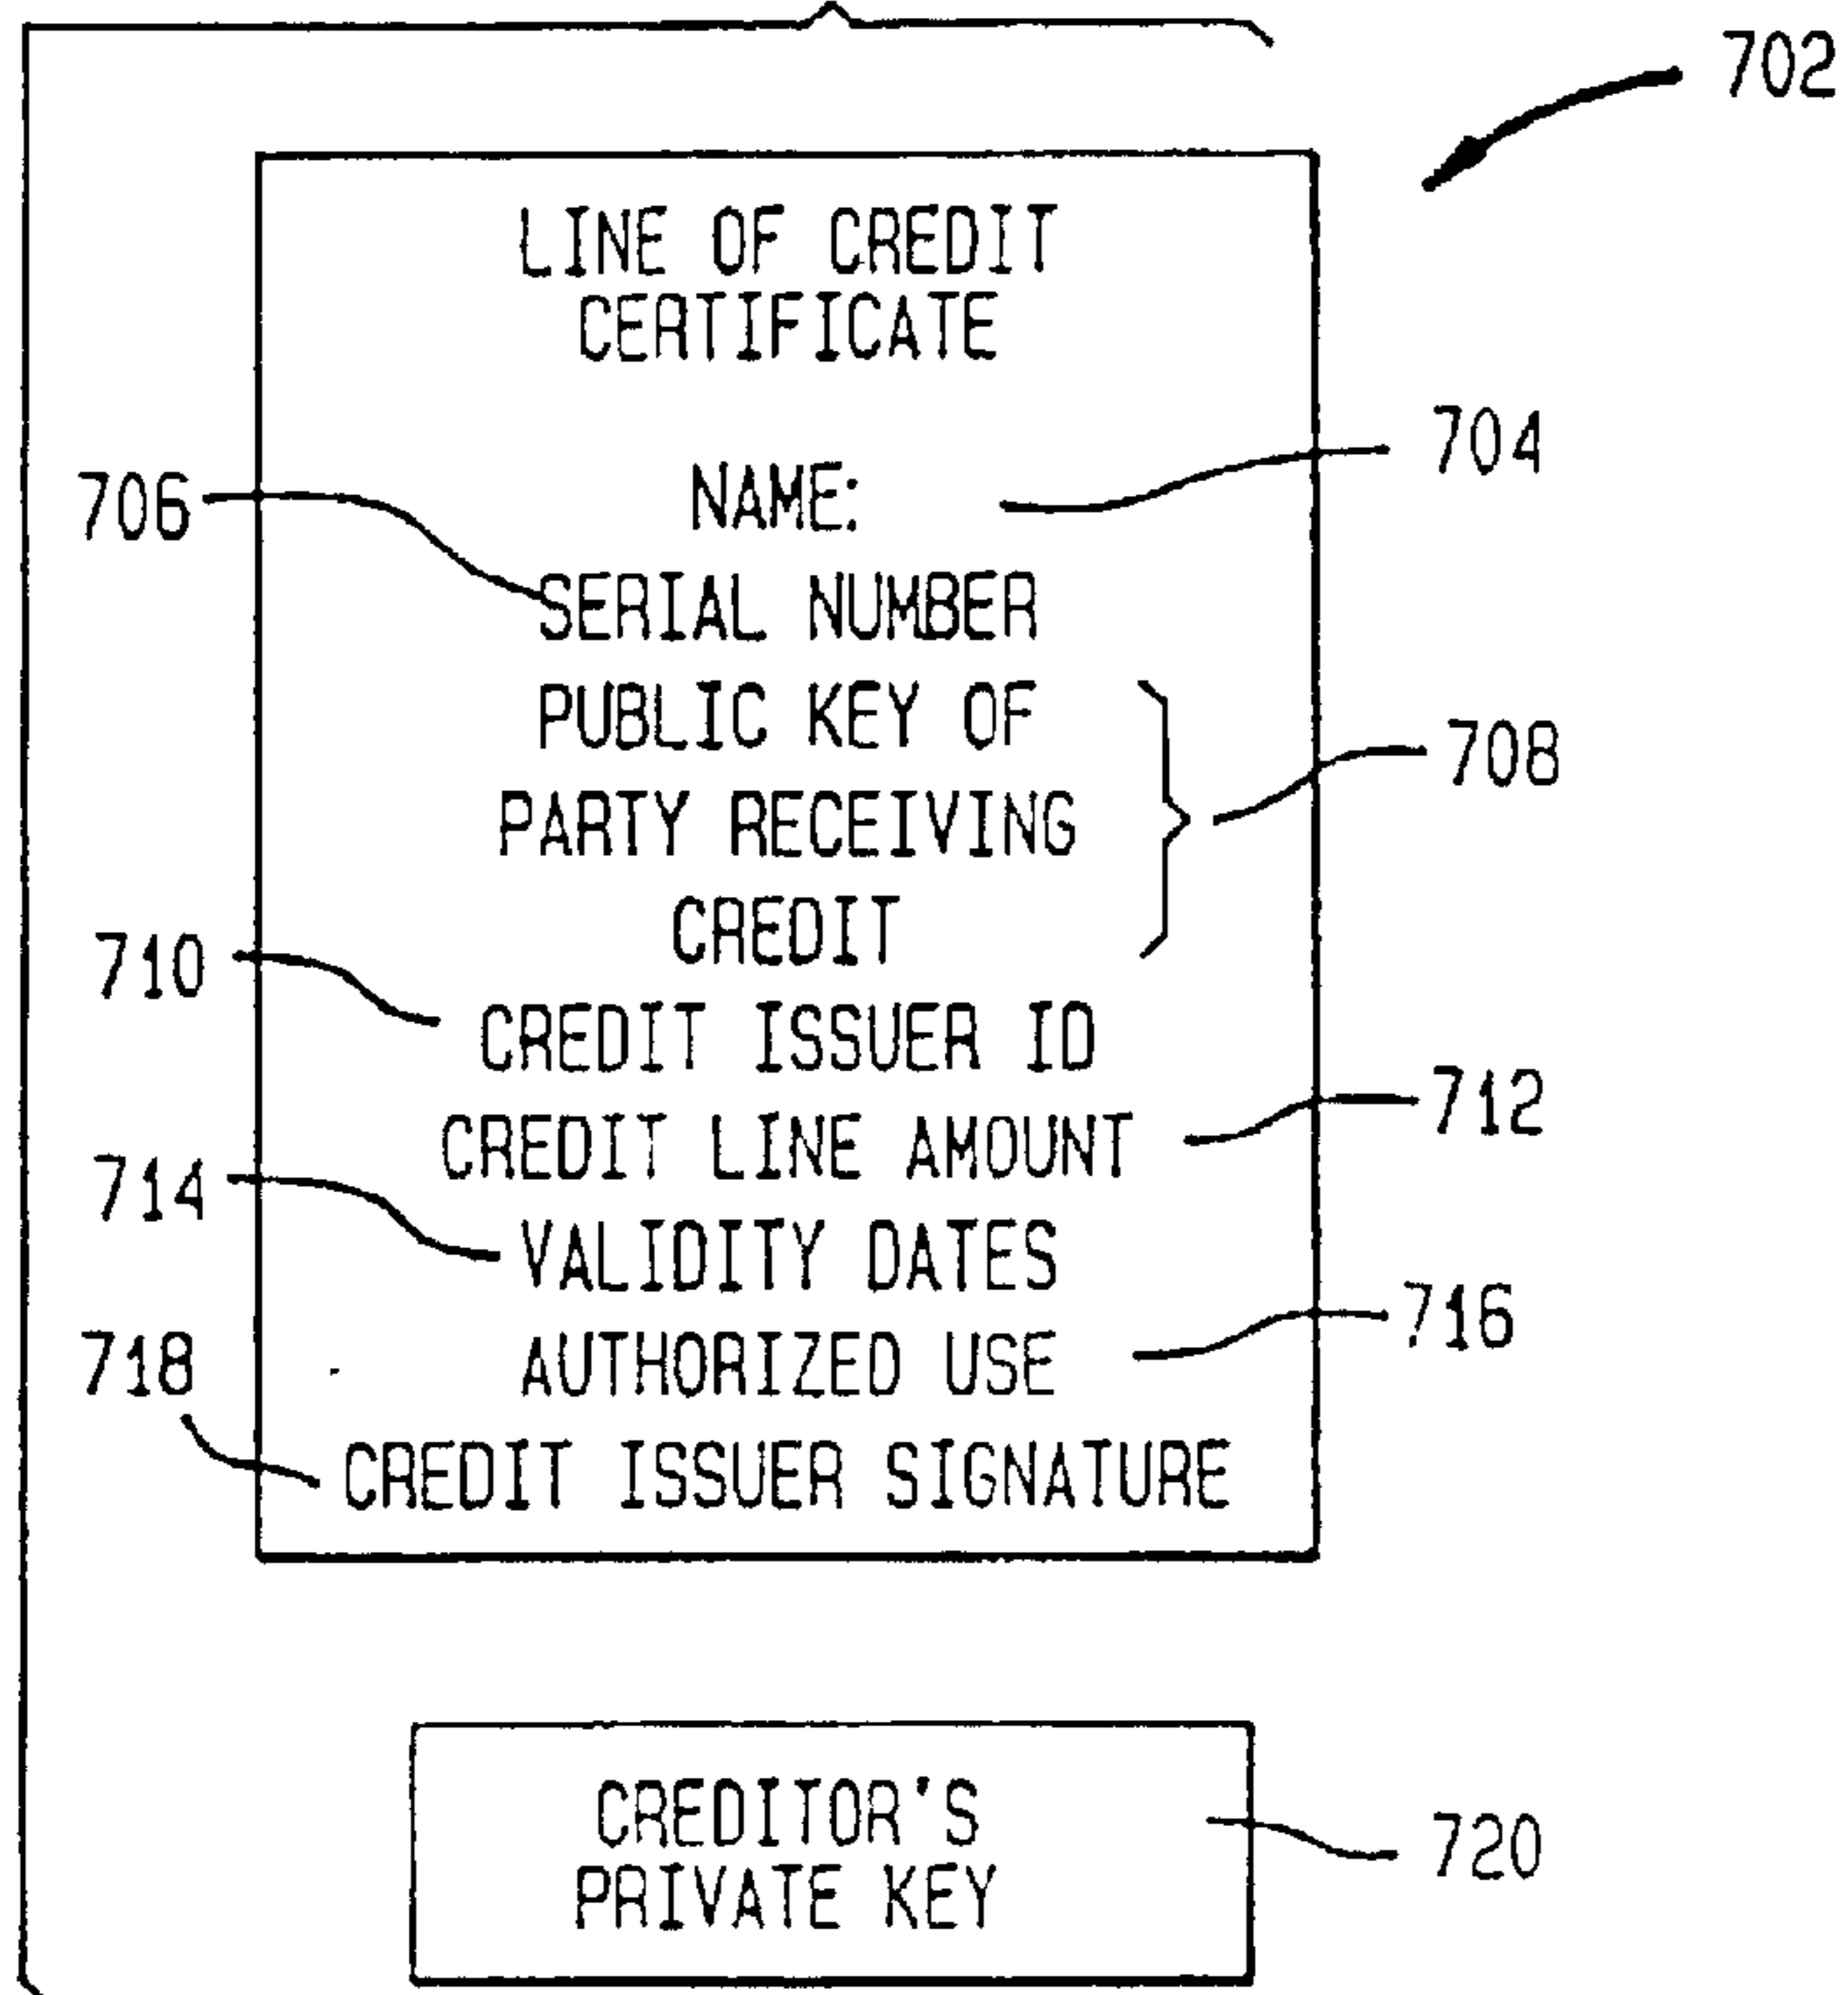 702
LINE OF CREDIT
CERTIFICATE
704
706
NAME:
SERIAL NUMBER
PUBLIC KEY OF
708
PARTY RECEIVING
CREDIT
710
CREDIT ISSUER ID
712
CREDIT LINE AMOUNT
714
VALIDITY DATES
716
718
AUTHORIZED USE
CREDIT ISSUER SIGNATURE
CREDITOR'S
720
PRIVATE KEY